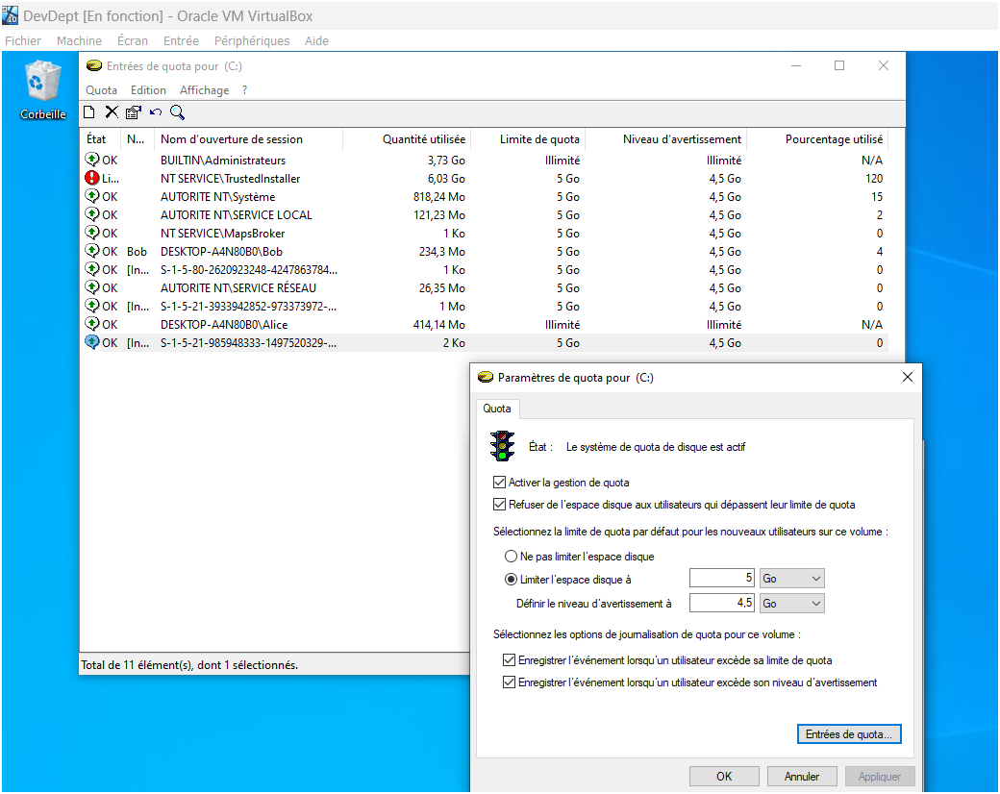 DevDept [En fonction] - Oracle VM VirtualBox
Fichier Machine Écran Entrée Périphériques Aide
Corbeille
Entrées de quota pour (C:)
Quota Edition Affichage ?
État N... Nom d'ouverture de session Quantité utilisée Limite de quota Niveau d'avertissement Pourcentage utilisé
OK BUILTIN\Administrateurs 3,73 Go Illimité Illimité N/A
Li... NT SERVICE\TrustedInstaller 6,03 Go 5 Go 4,5 Go 120
OK AUTORITE NT\Système 818,24 Mo 5 Go 4,5 Go 15
OK AUTORITE NT\SERVICE LOCAL 121,23 Mo 5 Go 4,5 Go 2
OK NT SERVICE\MapsBroker 1 Ko 5 Go 4,5 Go 0
OK Bob DESKTOP-A4N80B0\Bob 234,3 Mo 5 Go 4,5 Go 4
OK [In... S-1-5-80-2620923248-4247863784... 1 Ko 5 Go 4,5 Go 0
OK AUTORITE NT\SERVICE RÉSEAU 26,35 Mo 5 Go 4,5 Go 0
OK [In... S-1-5-21-3933942852-973373972-... 1 Mo 5 Go 4,5 Go 0
OK DESKTOP-A4N80B0\Alice 414,14 Mo Illimité Illimité N/A
OK [In... S-1-5-21-985948333-1497520329-... 2 Ko 5 Go 4,5 Go 0
Total de 11 élément(s), dont 1 sélectionnés.
Paramètres de quota pour (C:)
Quota
État : Le système de quota de disque est actif
Activer la gestion de quota
Refuser de l'espace disque aux utilisateurs qui dépassent leur limite de quota
Sélectionnez la limite de quota par défaut pour les nouveaux utilisateurs sur ce volume :
Ne pas limiter l'espace disque
Limiter l'espace disque à 5 Go
Définir le niveau d'avertissement à 4,5 Go
Sélectionnez les options de journalisation de quota pour ce volume :
Enregistrer l'événement lorsqu'un utilisateur excède sa limite de quota
Enregistrer l'événement lorsqu'un utilisateur excède son niveau d'avertissement
Entrées de quota...
OK Annuler Appliquer